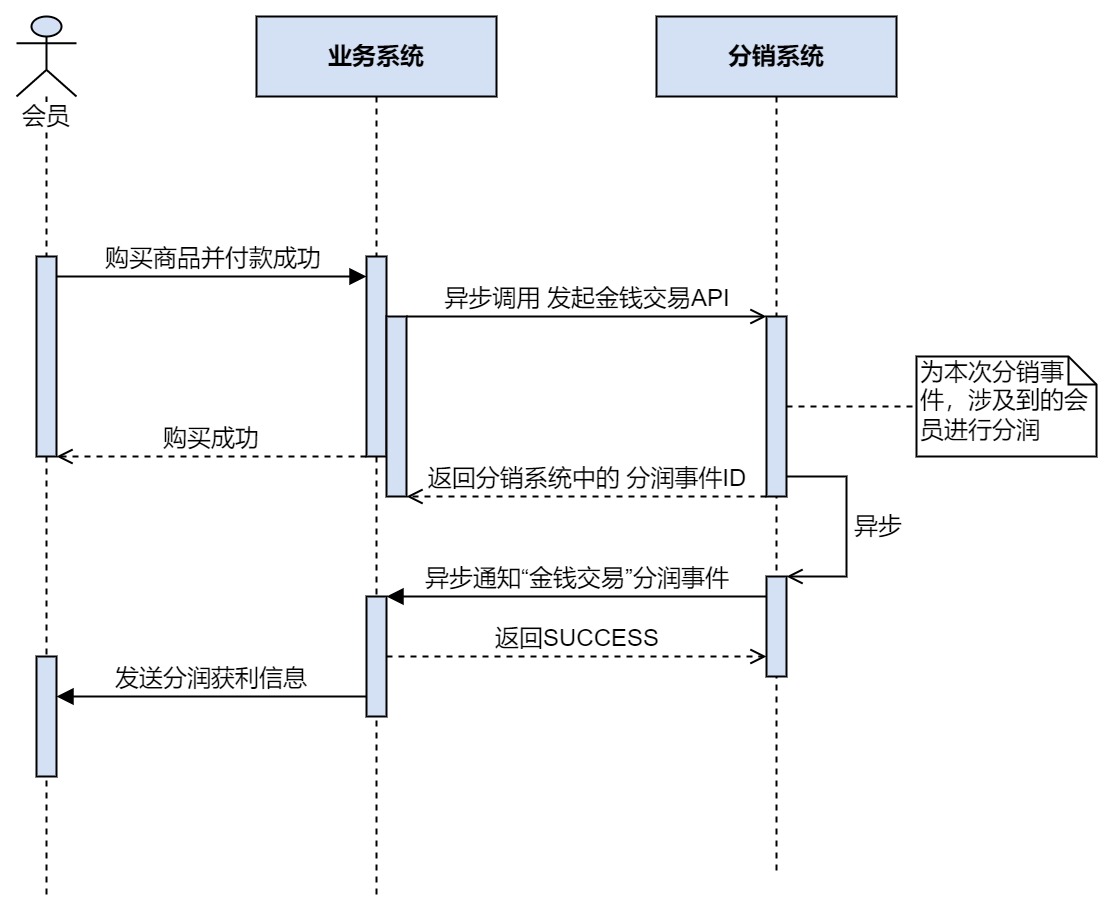 会员
业务系统
分销系统
购买商品并付款成功
异步调用 发起金钱交易API
为本次分销事
件，涉及到的会
员进行分润
购买成功
返回分销系统中的 分润事件ID
异步
异步通知“金钱交易”分润事件
返回SUCCESS
发送分润获利信息